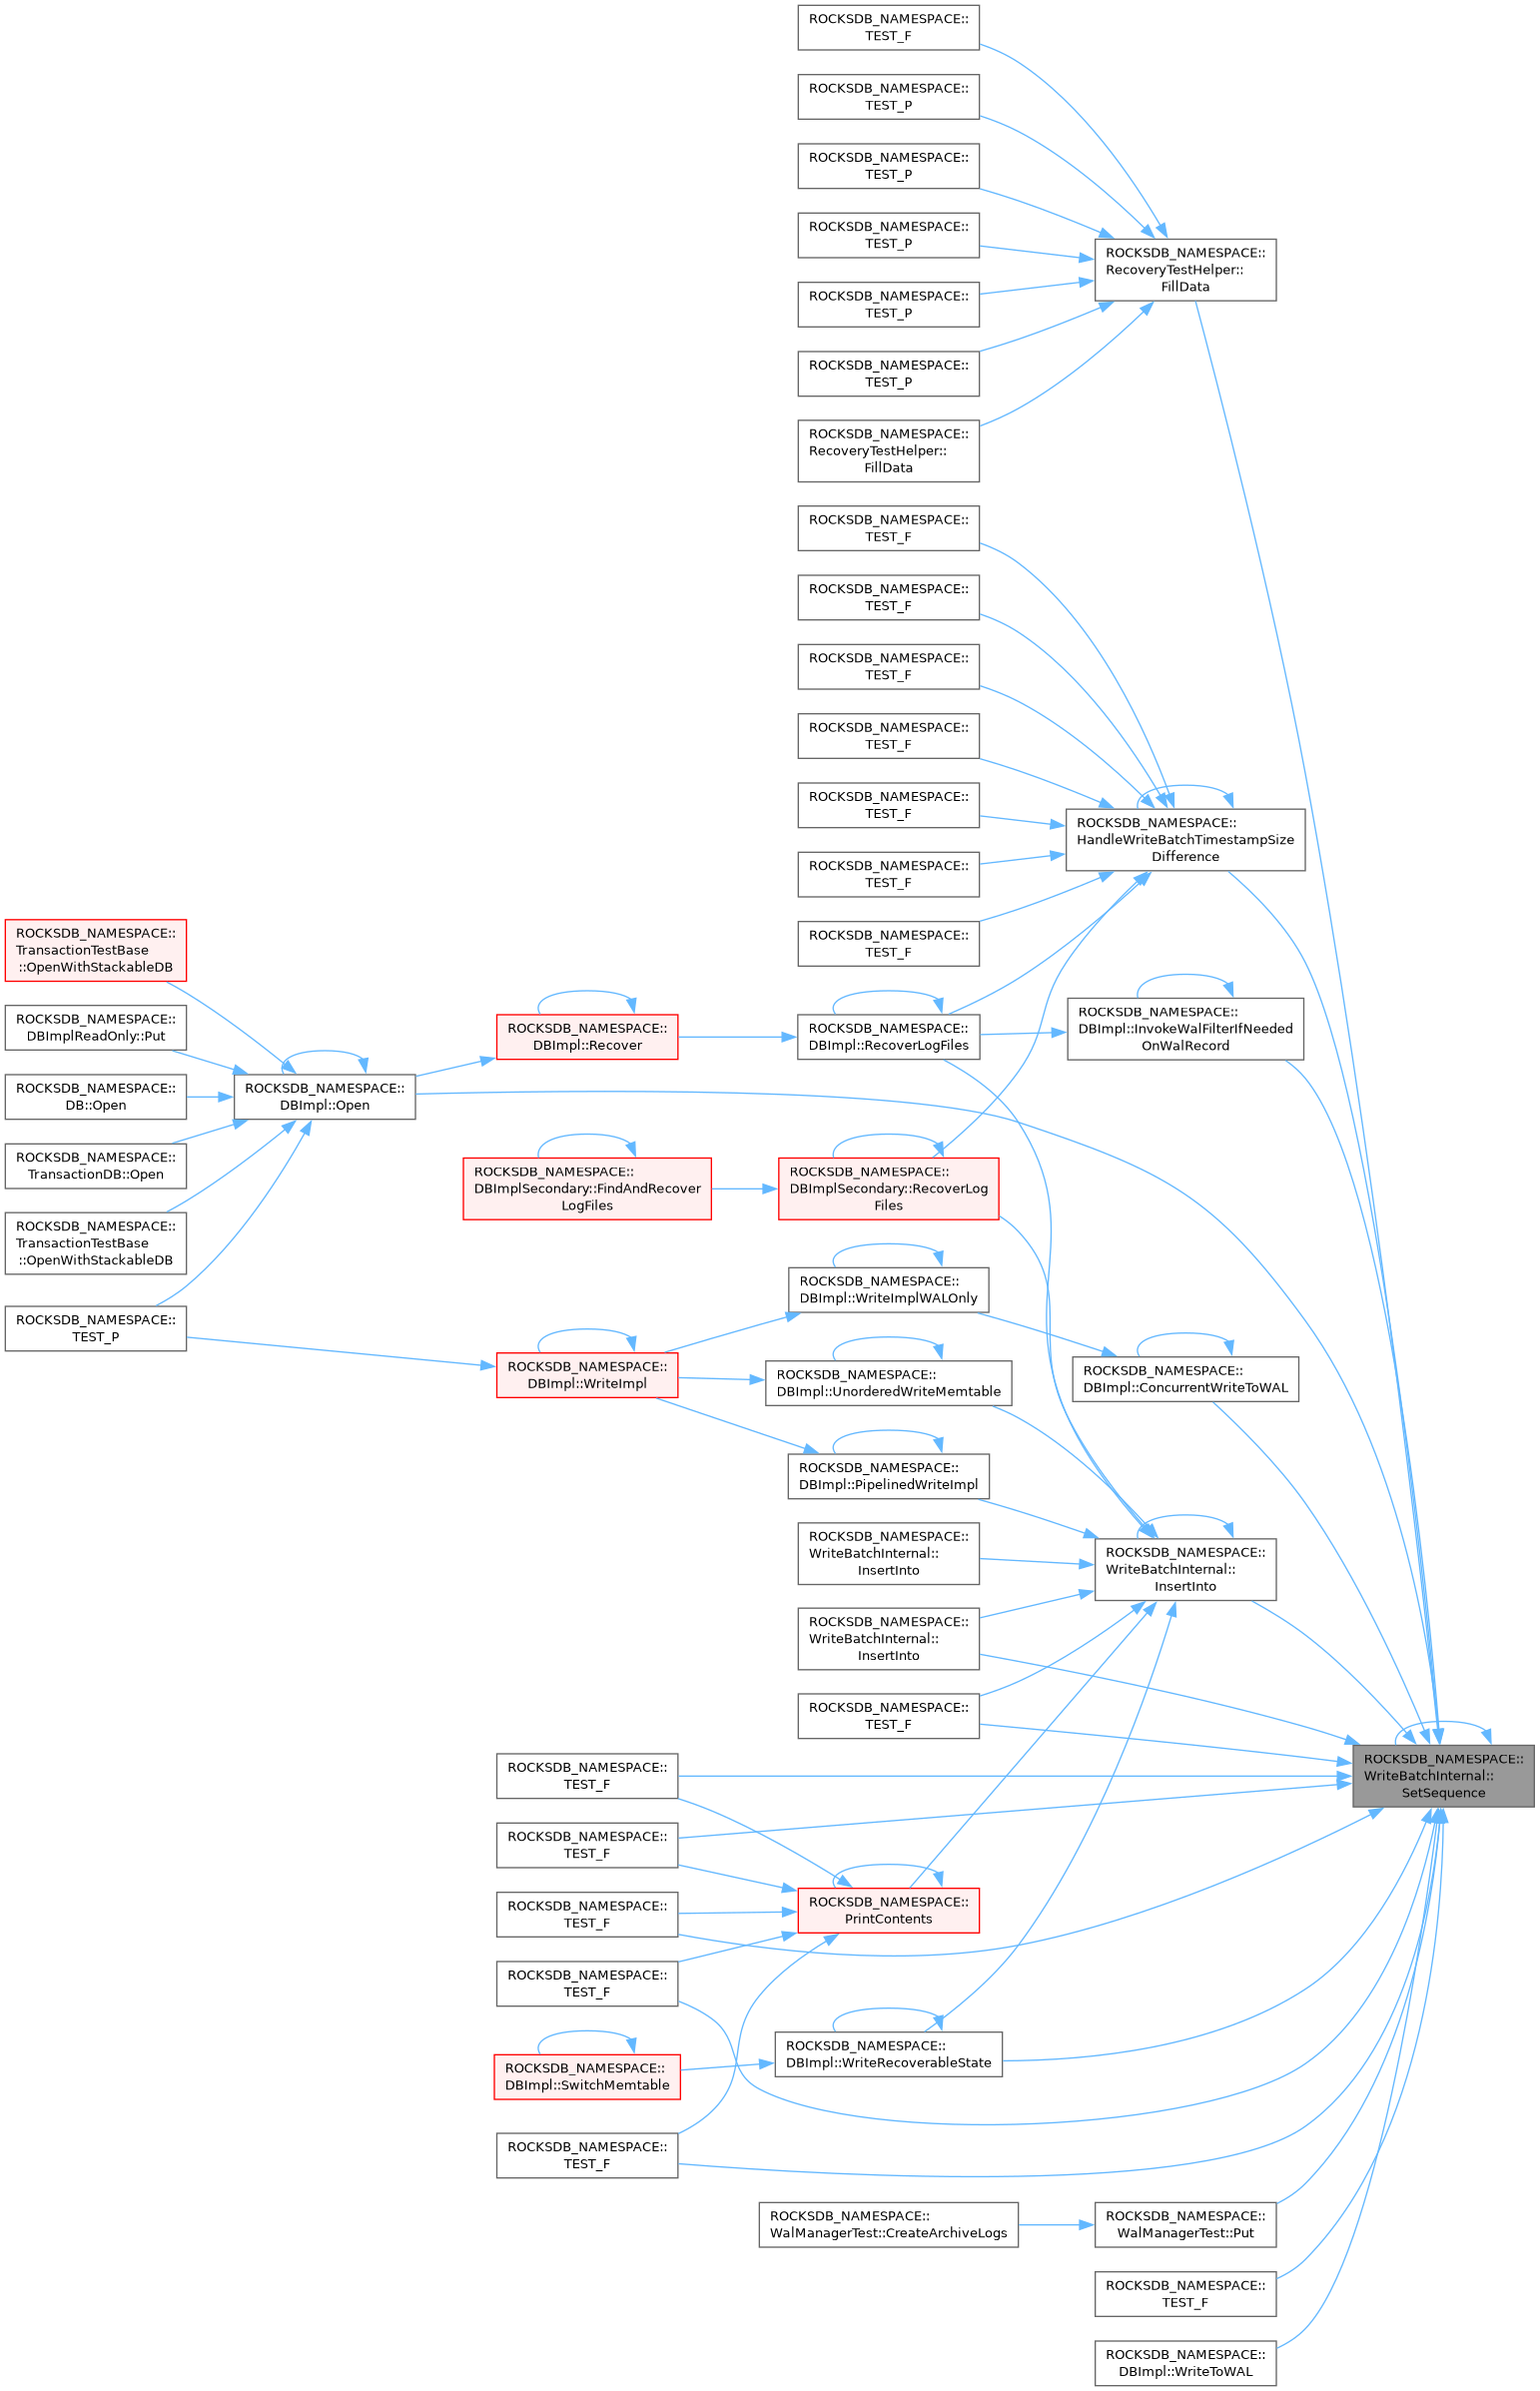 ROCKSDB_NAMESPACE::
TEST_F
ROCKSDB_NAMESPACE::
TEST_P
ROCKSDB_NAMESPACE::
TEST_P
ROCKSDB_NAMESPACE::
TEST_P
ROCKSDB_NAMESPACE::
RecoveryTestHelper::
FillData
ROCKSDB_NAMESPACE::
TEST_P
ROCKSDB_NAMESPACE::
TEST_P
ROCKSDB_NAMESPACE::
RecoveryTestHelper::
FillData
ROCKSDB_NAMESPACE::
TEST_F
ROCKSDB_NAMESPACE::
TEST_F
ROCKSDB_NAMESPACE::
TEST_F
ROCKSDB_NAMESPACE::
TEST_F
ROCKSDB_NAMESPACE::
TEST_F
ROCKSDB_NAMESPACE::
HandleWriteBatchTimestampSize
Difference
ROCKSDB_NAMESPACE::
TEST_F
ROCKSDB_NAMESPACE::
TEST_F
ROCKSDB_NAMESPACE::
TransactionTestBase
::OpenWithStackableDB
ROCKSDB_NAMESPACE::
DBImplReadOnly::Put
ROCKSDB_NAMESPACE::
DBImpl::Recover
ROCKSDB_NAMESPACE::
DBImpl::RecoverLogFiles
ROCKSDB_NAMESPACE::
DBImpl::InvokeWalFilterIfNeeded
OnWalRecord
ROCKSDB_NAMESPACE::
DB::Open
ROCKSDB_NAMESPACE::
DBImpl::Open
ROCKSDB_NAMESPACE::
TransactionDB::Open
ROCKSDB_NAMESPACE::
DBImplSecondary::FindAndRecover
LogFiles
ROCKSDB_NAMESPACE::
DBImplSecondary::RecoverLog
Files
ROCKSDB_NAMESPACE::
TransactionTestBase
::OpenWithStackableDB
ROCKSDB_NAMESPACE::
DBImpl::WriteImplWALOnly
ROCKSDB_NAMESPACE::
TEST_P
ROCKSDB_NAMESPACE::
DBImpl::WriteImpl
ROCKSDB_NAMESPACE::
DBImpl::UnorderedWriteMemtable
ROCKSDB_NAMESPACE::
DBImpl::ConcurrentWriteToWAL
ROCKSDB_NAMESPACE::
DBImpl::PipelinedWriteImpl
ROCKSDB_NAMESPACE::
WriteBatchInternal::
InsertInto
ROCKSDB_NAMESPACE::
WriteBatchInternal::
InsertInto
ROCKSDB_NAMESPACE::
WriteBatchInternal::
InsertInto
ROCKSDB_NAMESPACE::
TEST_F
ROCKSDB_NAMESPACE::
WriteBatchInternal::
SetSequence
ROCKSDB_NAMESPACE::
TEST_F
ROCKSDB_NAMESPACE::
TEST_F
ROCKSDB_NAMESPACE::
TEST_F
ROCKSDB_NAMESPACE::
PrintContents
ROCKSDB_NAMESPACE::
TEST_F
ROCKSDB_NAMESPACE::
DBImpl::SwitchMemtable
ROCKSDB_NAMESPACE::
DBImpl::WriteRecoverableState
ROCKSDB_NAMESPACE::
TEST_F
ROCKSDB_NAMESPACE::
WalManagerTest::CreateArchiveLogs
ROCKSDB_NAMESPACE::
WalManagerTest::Put
ROCKSDB_NAMESPACE::
TEST_F
ROCKSDB_NAMESPACE::
DBImpl::WriteToWAL